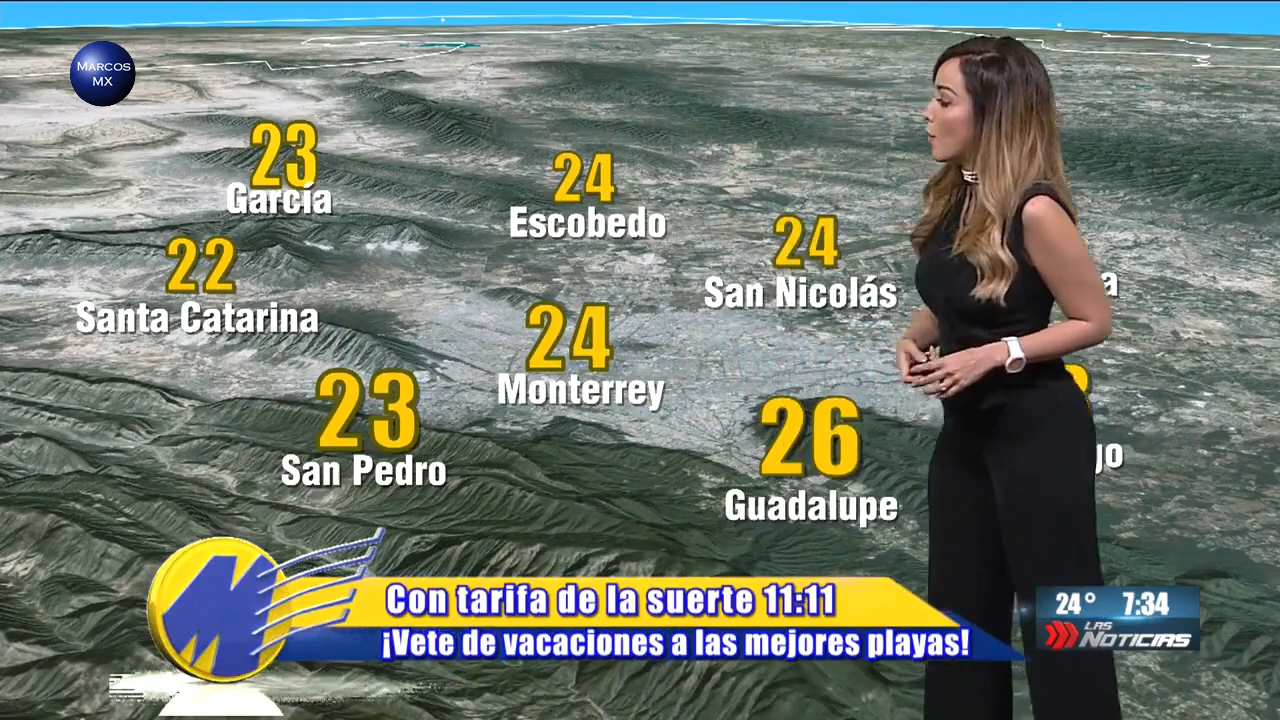 MARCOS
MX
23
García
24
Escobedo
22
Santa Catarina
24
San Nicolás
24
Monterrey
23
San Pedro
26
Guadalupe
Con tarifa de la suerte 11:11
¡Vete de vacaciones a las mejores playas!
24° 7:34
LAS
NOTICIAS